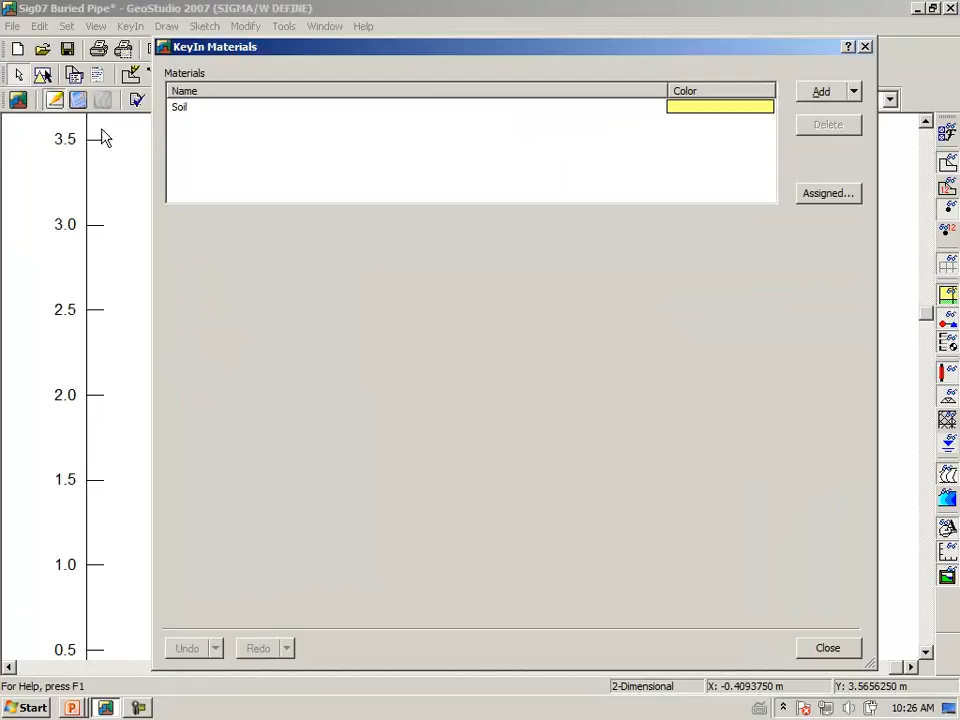 Sig07 Buried Pipe* - GeoStudio 2007 (SIGMA/W DEFINE)
File Edit Set View KeyIn Draw Sketch Modify Tools Window Help
KeyIn Materials
Materials
Name Color
Soil
Add
Delete
Assigned...
3.5
3.0
2.5
2.0
1.5
1.0
0.5
Undo Redo Close
For Help, press F1
2-Dimensional X: -0.4093750 m Y: 3.5656250 m
Start 10:26 AM